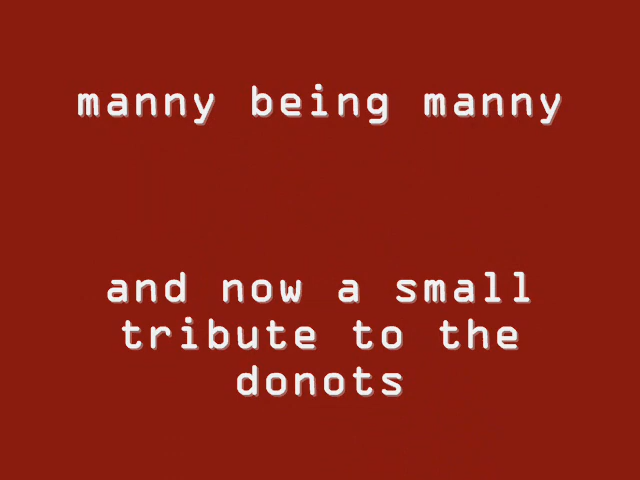 manny being manny
and now a small
tribute to the
donots